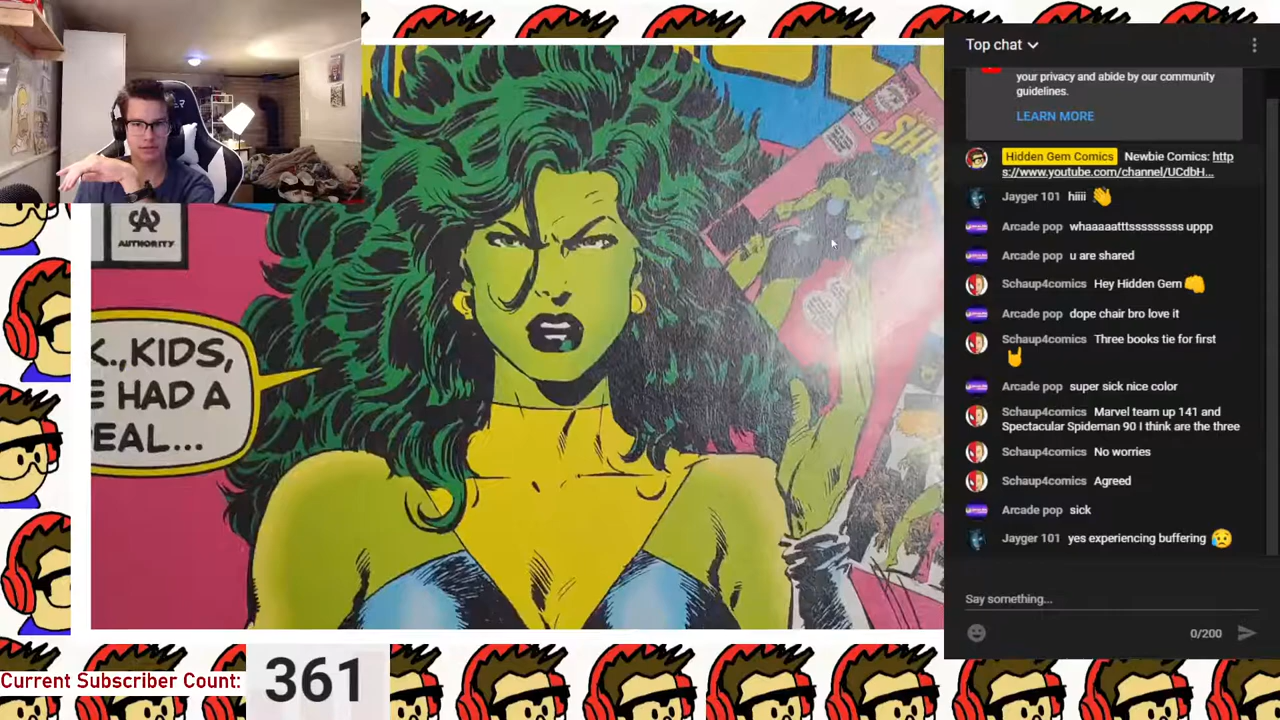 AUTHORITY
K.,KIDS,
E HAD A
EAL...
SHE
Top chat
your privacy and abide by our community
guidelines.
LEARN MORE
Hidden Gem Comics Newbie Comics: http
s://www.youtube.com/channel/UCdbH...
Jayger 101 hiiii
Arcade pop whaaaaatttsssssssss uppp
Arcade pop u are shared
Schaup4comics Hey Hidden Gem
Arcade pop dope chair bro love it
Schaup4comics Three books tie for first
Arcade pop super sick nice color
Schaup4comics Marvel team up 141 and
Spectacular Spideman 90 I think are the three
Schaup4comics No worries
Schaup4comics Agreed
Arcade pop sick
Jayger 101 yes experiencing buffering
Say something...
0/200
Current Subscriber Count: 361